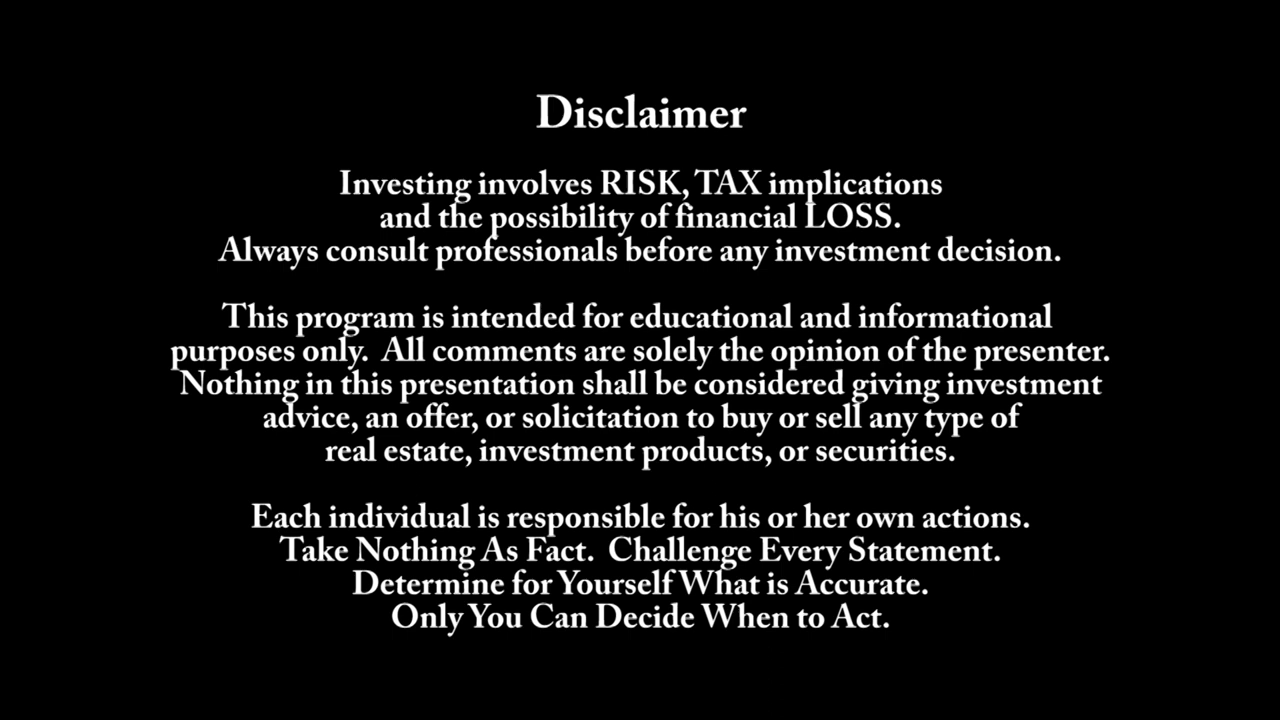 Disclaimer
Investing involves RISK, TAX implications
and the possibility of financial LOSS.
Always consult professionals before any investment decision.
This program is intended for educational and informational
purposes only.  All comments are solely the opinion of the presenter.
Nothing in this presentation shall be considered giving investment
advice, an offer, or solicitation to buy or sell any type of
real estate, investment products, or securities.
Each individual is responsible for his or her own actions.
Take Nothing As Fact.  Challenge Every Statement.
Determine for Yourself What is Accurate.
Only You Can Decide When to Act.